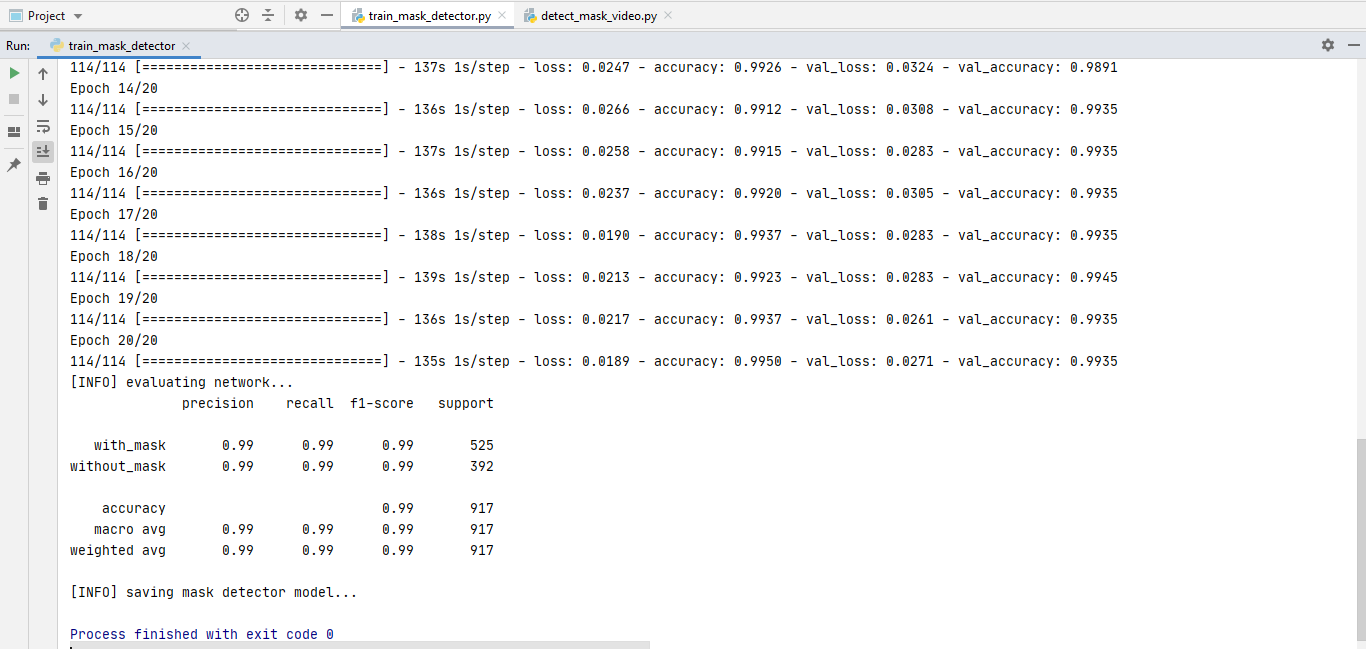 Project train_mask_detector.py detect_mask_video.py
Run: train_mask_detector
114/114 [==============================] - 137s 1s/step - loss: 0.0247 - accuracy: 0.9926 - val_loss: 0.0324 - val_accuracy: 0.9891
Epoch 14/20
114/114 [==============================] - 136s 1s/step - loss: 0.0266 - accuracy: 0.9912 - val_loss: 0.0308 - val_accuracy: 0.9935
Epoch 15/20
114/114 [==============================] - 137s 1s/step - loss: 0.0258 - accuracy: 0.9915 - val_loss: 0.0283 - val_accuracy: 0.9935
Epoch 16/20
114/114 [==============================] - 136s 1s/step - loss: 0.0237 - accuracy: 0.9920 - val_loss: 0.0305 - val_accuracy: 0.9935
Epoch 17/20
114/114 [==============================] - 138s 1s/step - loss: 0.0190 - accuracy: 0.9937 - val_loss: 0.0283 - val_accuracy: 0.9935
Epoch 18/20
114/114 [==============================] - 139s 1s/step - loss: 0.0213 - accuracy: 0.9923 - val_loss: 0.0283 - val_accuracy: 0.9945
Epoch 19/20
114/114 [==============================] - 136s 1s/step - loss: 0.0217 - accuracy: 0.9937 - val_loss: 0.0261 - val_accuracy: 0.9935
Epoch 20/20
114/114 [==============================] - 135s 1s/step - loss: 0.0189 - accuracy: 0.9950 - val_loss: 0.0271 - val_accuracy: 0.9935
[INFO] evaluating network...
precision recall f1-score support
with_mask 0.99 0.99 0.99 525
without_mask 0.99 0.99 0.99 392
accuracy 0.99 917
macro avg 0.99 0.99 0.99 917
weighted avg 0.99 0.99 0.99 917
[INFO] saving mask detector model...
Process finished with exit code 0